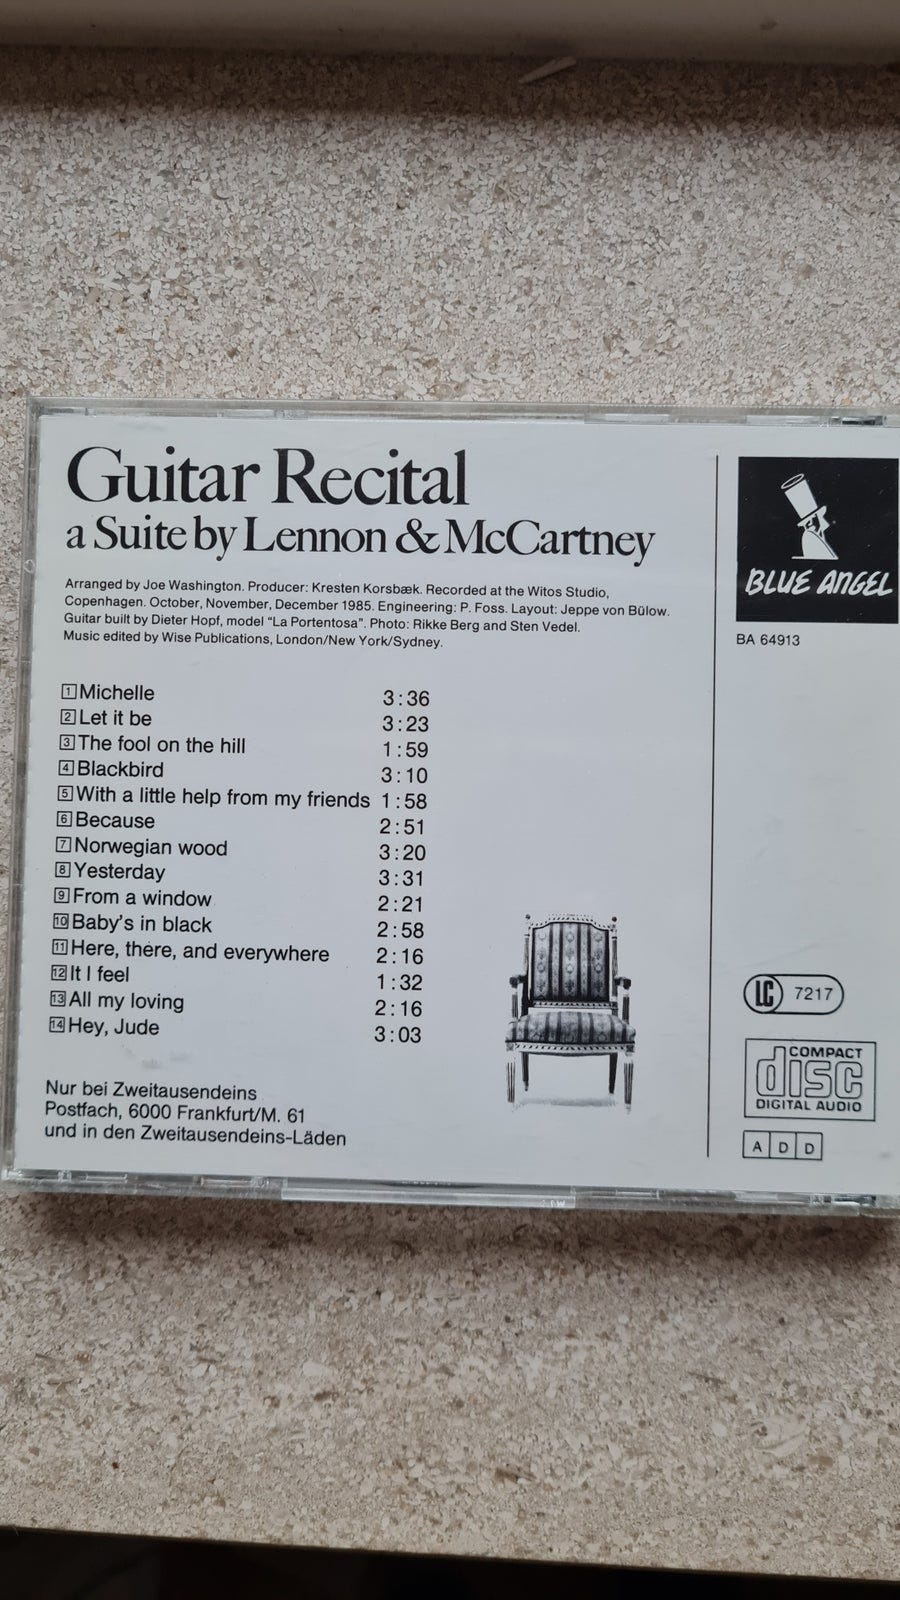 Guitar Recital
a Suite by Lennon & McCartney
Arranged by Joe Washington. Producer: Kresten Korsbæk. Recorded at the Witos Studio,
Copenhagen. October, November, December 1985. Engineering: P. Foss. Layout: Jeppe von Bülow.
Guitar built by Dieter Hopf, model "La Portentosa". Photo: Rikke Berg and Sten Vedel.
Music edited by Wise Publications, London/New York/Sydney.
1 Michelle 3:36
2 Let it be 3:23
3 The fool on the hill 1:59
4 Blackbird 3:10
5 With a little help from my friends 1:58
6 Because 2:51
7 Norwegian wood 3:20
8 Yesterday 3:31
9 From a window 2:21
10 Baby's in black 2:58
11 Here, there, and everywhere 2:16
12 It I feel 1:32
13 All my loving 2:16
14 Hey, Jude 3:03
Nur bei Zweitausendeins
Postfach, 6000 Frankfurt/M. 61
und in den Zweitausendeins-Läden
BLUE ANGEL
BA 64913
LC 7217
COMPACT
disc
DIGITAL AUDIO
A D D